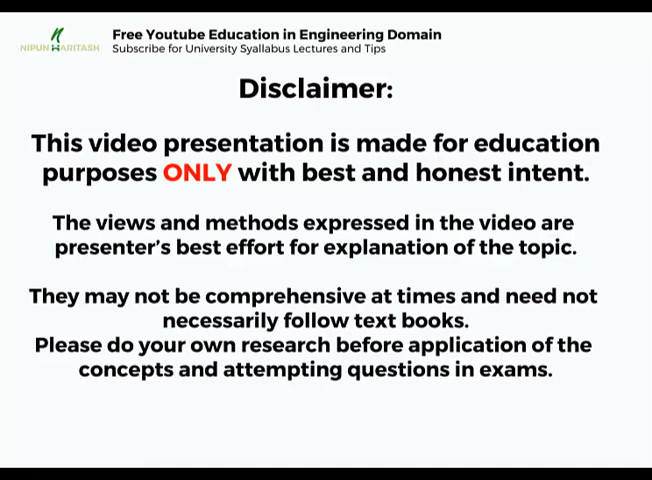 Free Youtube Education in Engineering Domain
NIPUN HARITASH
Subscribe for University Syallabus Lectures and Tips
Disclaimer:
This video presentation is made for education
purposes ONLY with best and honest intent.
The views and methods expressed in the video are
presenter's best effort for explanation of the topic.
They may not be comprehensive at times and need not
necessarily follow text books.
Please do your own research before application of the
concepts and attempting questions in exams.